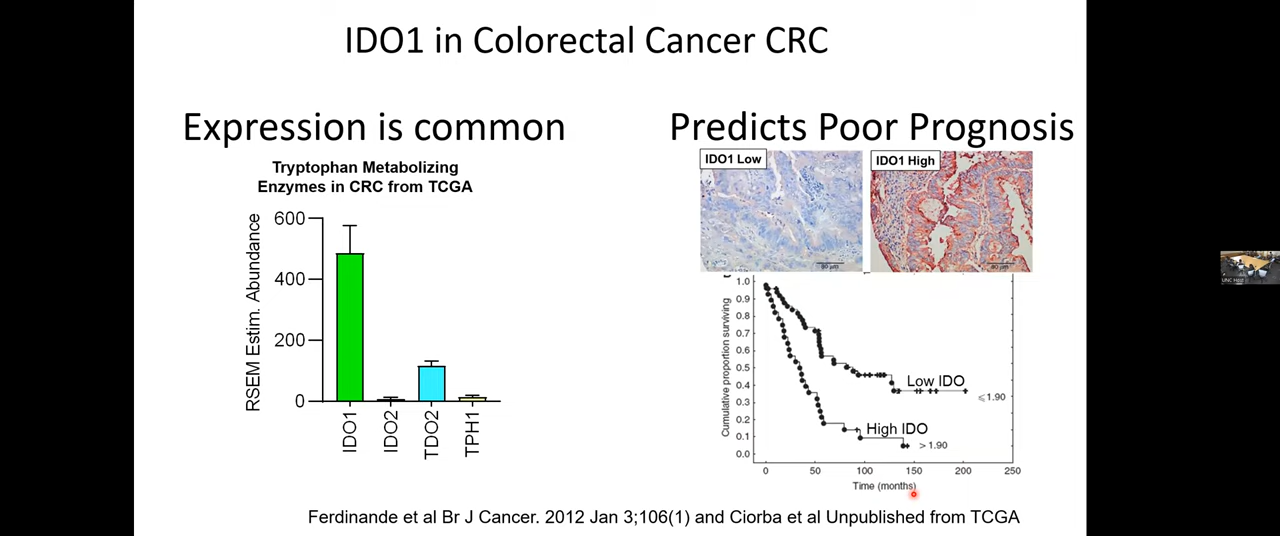 IDO1 in Colorectal Cancer CRC
Expression is common
Tryptophan Metabolizing
Enzymes in CRC from TCGA
RSEM Estim. Abundance
600
400
200
0
IDO1
IDO2
TDO2
TPH1
Predicts Poor Prognosis
IDO1 Low
IDO1 High
80 µm
80 µm
Cumulative proportion surviving
1.0
0.9
0.8
0.7
0.6
0.5
0.4
0.3
0.2
0.1
0.0
Low IDO
⩽1.90
High IDO
>1.90
0
50
100
150
200
250
Time (months)
Ferdinande et al Br J Cancer. 2012 Jan 3;106(1) and Ciorba et al Unpublished from TCGA